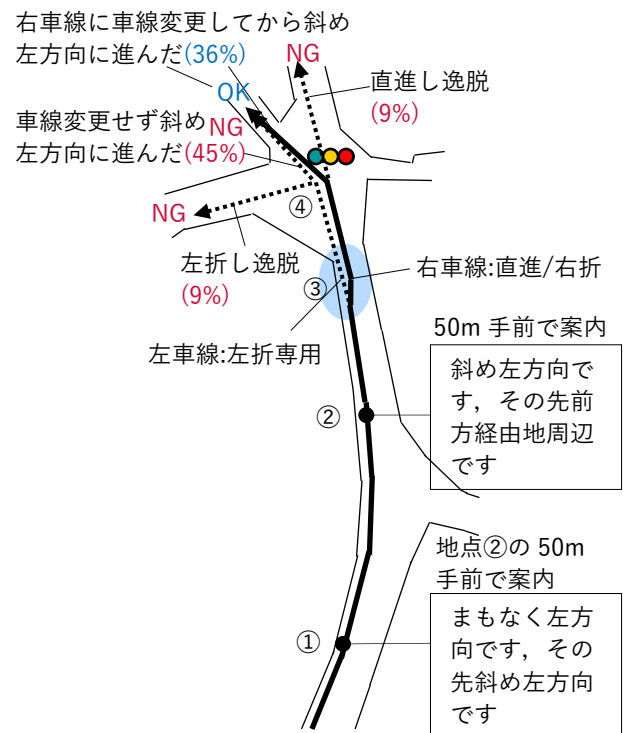 右車線に車線変更してから斜め
左方向に進んだ(36%)
OK
NG
直進し逸脱
(9%)
車線変更せず斜め
左方向に進んだ(45%)
NG
NG
④
左折し逸脱
(9%)
③
右車線:直進/右折
左車線:左折専用
50m 手前で案内
斜め左方向で
す，その先前
方経由地周辺
です
②
地点②の 50m
手前で案内
まもなく左方
向です，その
先斜め左方向
です
①